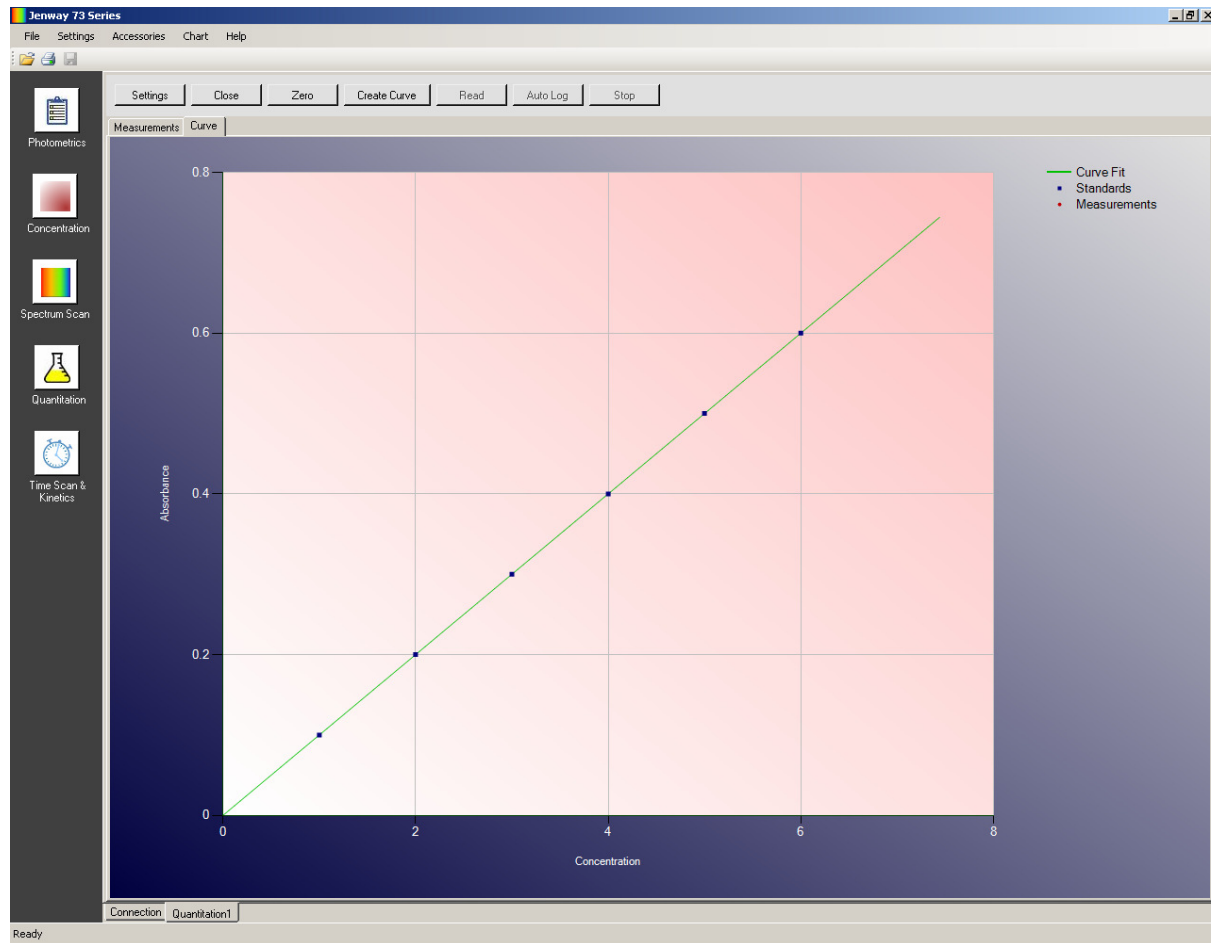 Jenway 73 Series
File Settings Accessories Chart Help
Settings Close Zero Create Curve Read Auto Log Stop
Measurements Curve
Photometrics
Concentration
Spectrum Scan
Quantitation
Time Scan &
Kinetics
0.8
0.6
0.4
0.2
0
Absorbance
0 2 4 6 8
Concentration
Curve Fit
Standards
Measurements
Connection Quantitation1
Ready